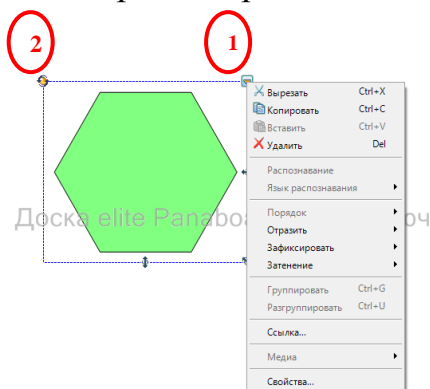 2 1
Вырезать Ctrl+X
Копировать Ctrl+C
Вставить Ctrl+V
Удалить Del
Распознавание
Язык распознавания
Порядок
Отразить
Зафиксировать
Затенение
Группировать Ctrl+G
Разгруппировать Ctrl+U
Ссылка...
Медиа
Свойства...
Доска elite